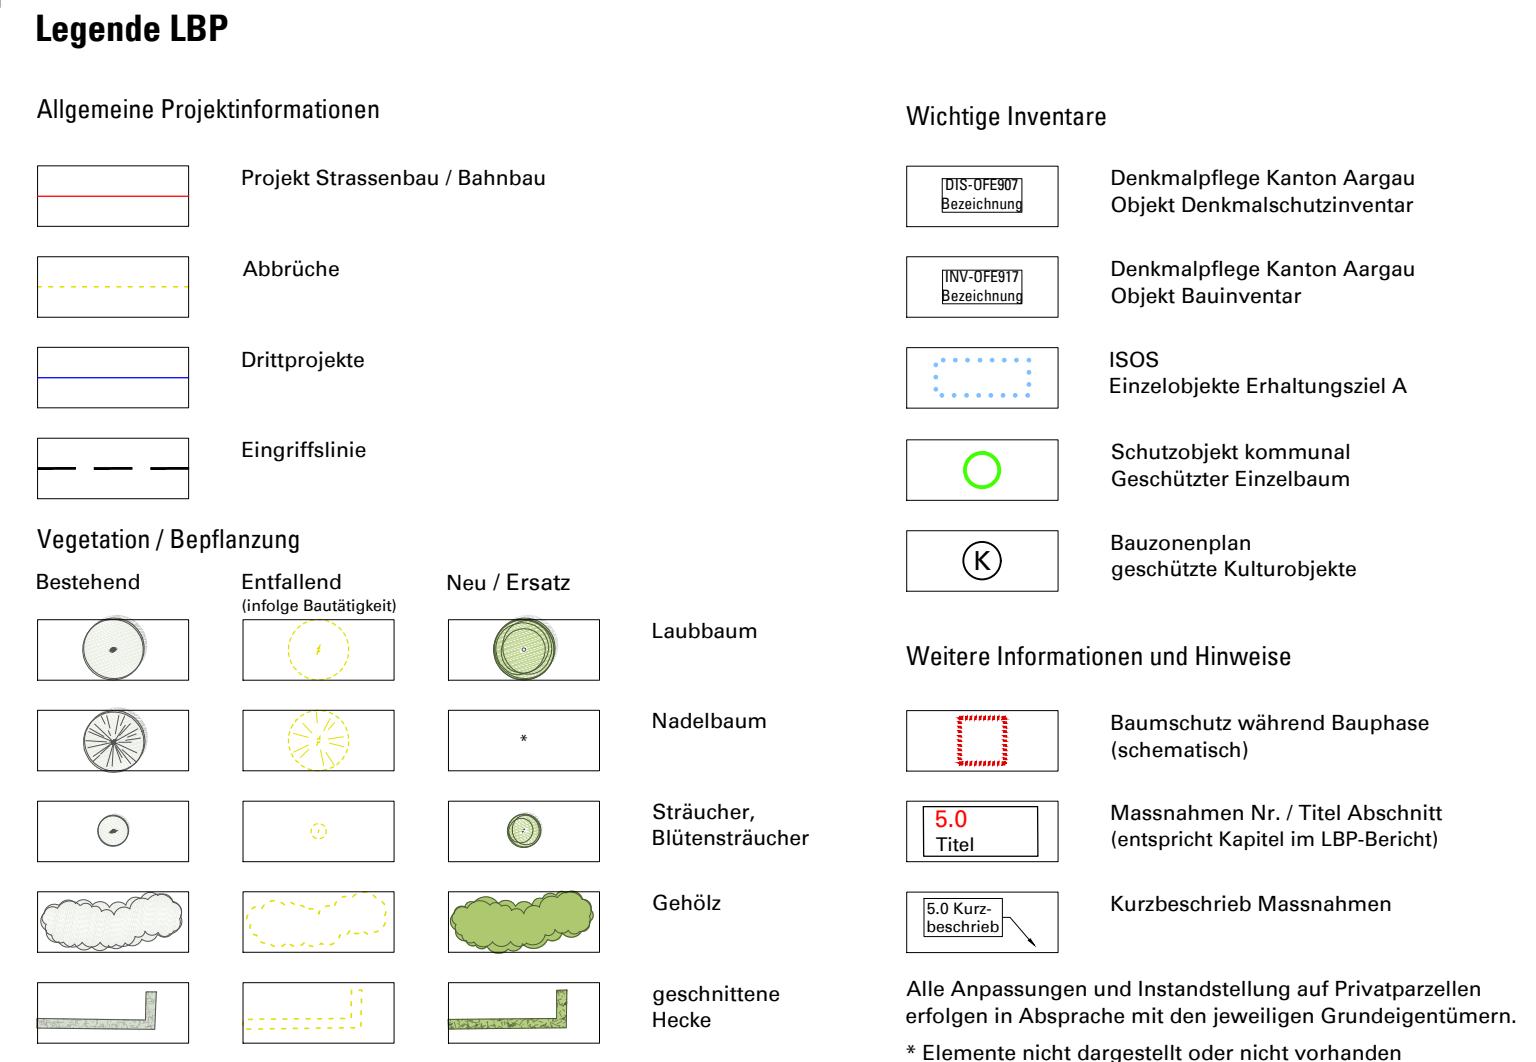 Legende LBP
Allgemeine Projektinformationen
Projekt Strassenbau / Bahnbau
Abbrüche
Drittprojekte
Eingriffslinie
Vegetation / Bepflanzung
Bestehend
Entfallend
(infolge Bautätigkeit)
Neu / Ersatz
Laubbaum
Nadelbaum
*
Sträucher,
Blütensträucher
Gehölz
geschnittene
Hecke
Wichtige Inventare
DIS-OFE907
Bezeichnung
Denkmalpflege Kanton Aargau
Objekt Denkmalschutzinventar
INV-OFE917
Bezeichnung
Denkmalpflege Kanton Aargau
Objekt Bauinventar
ISOS
Einzelobjekte Erhaltungsziel A
Schutzobjekt kommunal
Geschützter Einzelbaum
K
Bauzonenplan
geschützte Kulturobjekte
Weitere Informationen und Hinweise
Baumschutz während Bauphase
(schematisch)
5.0
Titel
Massnahmen Nr. / Titel Abschnitt
(entspricht Kapitel im LBP-Bericht)
5.0 Kurz-
beschrieb
Kurzbeschrieb Massnahmen
Alle Anpassungen und Instandstellung auf Privatparzellen
erfolgen in Absprache mit den jeweiligen Grundeigentümern.
* Elemente nicht dargestellt oder nicht vorhanden